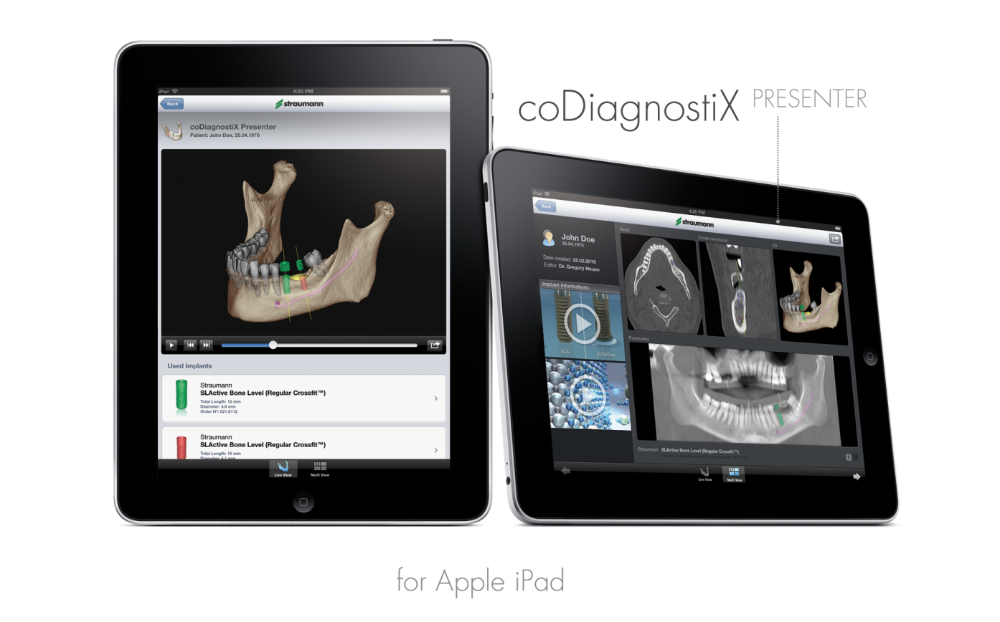 coDiagnostiX PRESENTER
iPad
4:20 PM
Back
straumann
coDiagnostiX Presenter
Patient: John Doe, 25.04.1976
Used Implants
Straumann
SLActive Bone Level (Regular Crossfit™)
Total Length: 12 mm
Diameter: 4.8 mm
Order N°: 021.6112
Straumann
SLActive Bone Level (Regular Crossfit™)
Total Length: 10 mm
Diameter: 4.1 mm
Live View
Multi View
iPad
4:20 PM
Back
straumann
John Doe
25.04.1976
Date created: 26.02.2010
Editor: Dr. Gregory House
Implant Informations
SLA
SLActive
Axial
Cross-sectional
3D
Panorama
Straumann SLActive Bone Level (Regular Crossfit™)
1
Live View
Multi View
for Apple iPad